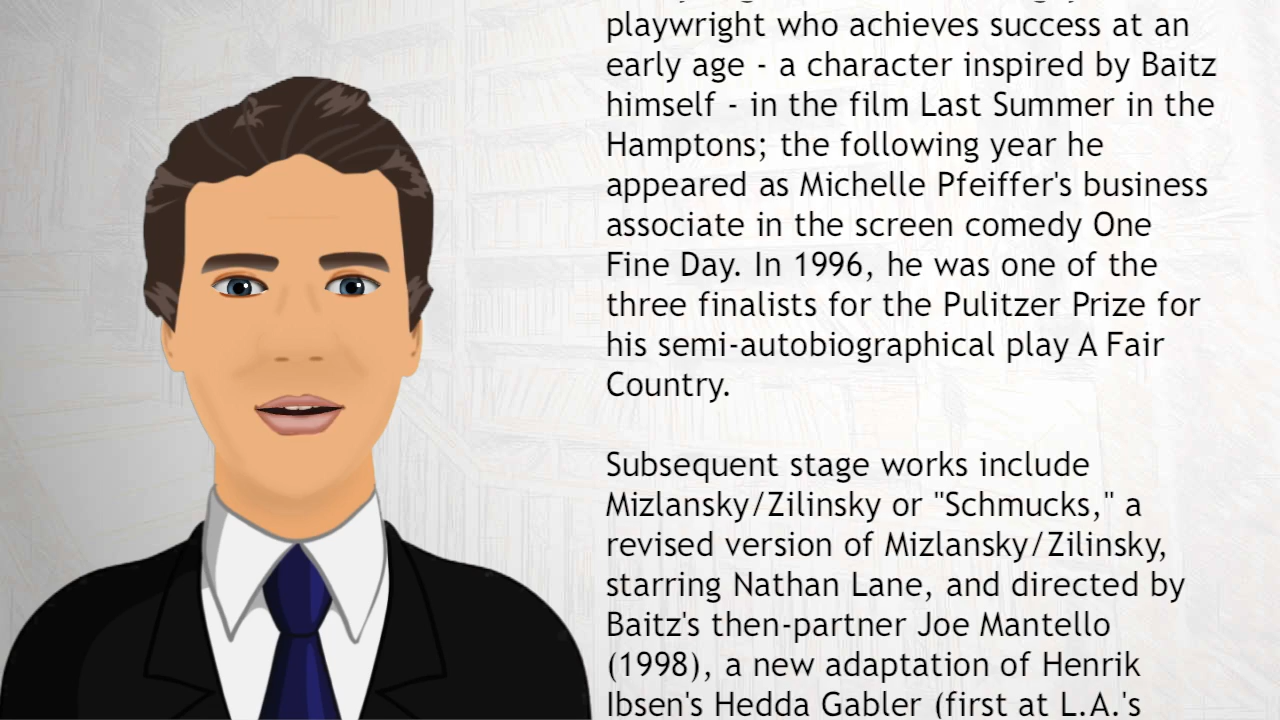 playwright who achieves success at an
early age - a character inspired by Baitz
himself - in the film Last Summer in the
Hamptons; the following year he
appeared as Michelle Pfeiffer's business
associate in the screen comedy One
Fine Day. In 1996, he was one of the
three finalists for the Pulitzer Prize for
his semi-autobiographical play A Fair
Country.
Subsequent stage works include
Mizlansky/Zilinsky or "Schmucks," a
revised version of Mizlansky/Zilinsky,
starring Nathan Lane, and directed by
Baitz's then-partner Joe Mantello
(1998), a new adaptation of Henrik
Ibsen's Hedda Gabler (first at L.A.'s